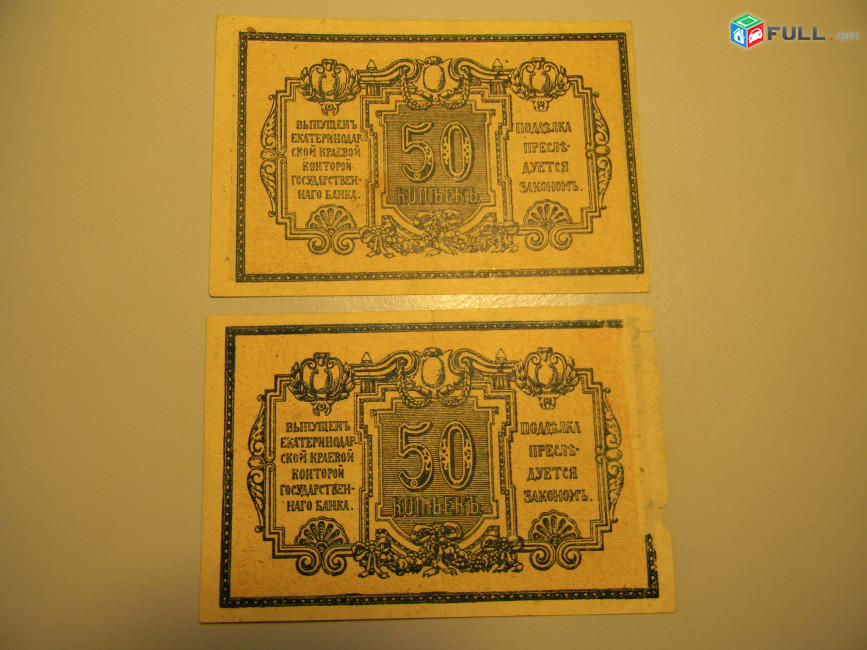 FULL.am
ВЫПУЩЕНЪ
ЕКАТЕРИНОДАР-
СКОЙ КРАЕВОЙ
КОНТОРОЙ
ГОСУДАРСТВЕН-
НАГО БАНКА.
50
КОПѢЕКЪ
ПОДДѢЛКА
ПРЕСЛѢ-
ДУЕТСЯ
ЗАКОНОМЪ.
ВЫПУЩЕНЪ
ЕКАТЕРИНОДАР-
СКОЙ КРАЕВОЙ
КОНТОРОЙ
ГОСУДАРСТВЕН-
НАГО БАНКА.
50
КОПѢЕКЪ
ПОДДѢЛКА
ПРЕСЛѢ-
ДУЕТСЯ
ЗАКОНОМЪ.